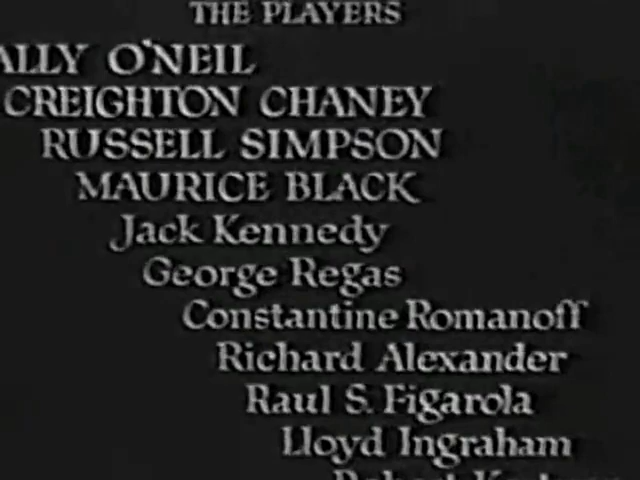 THE PLAYERS
ALLY O'NEIL
CREIGHTON CHANEY
RUSSELL SIMPSON
MAURICE BLACK
Jack Kennedy
George Regas
Constantine Romanoff
Richard Alexander
Raul S. Figarola
Lloyd Ingraham